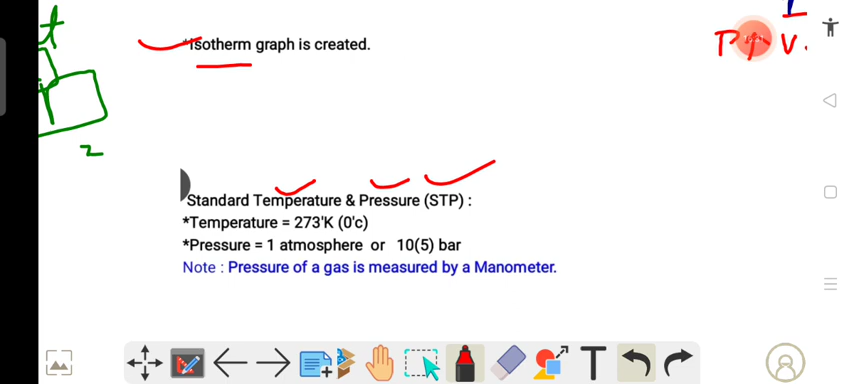 *Isotherm graph is created.
P V.
t
2
Standard Temperature & Pressure (STP) :
*Temperature = 273'K (0'c)
*Pressure = 1 atmosphere or 10(5) bar
Note : Pressure of a gas is measured by a Manometer.
T